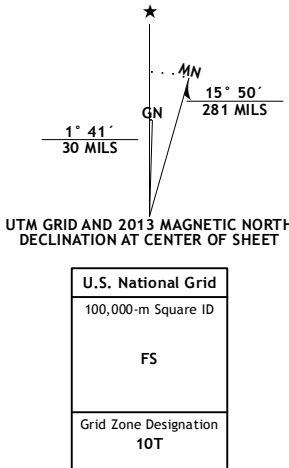 ★
MN
GN
15° 50´
281 MILS
1° 41´
30 MILS
UTM GRID AND 2013 MAGNETIC NORTH
DECLINATION AT CENTER OF SHEET
U.S. National Grid
100,000-m Square ID
FS
Grid Zone Designation
10T